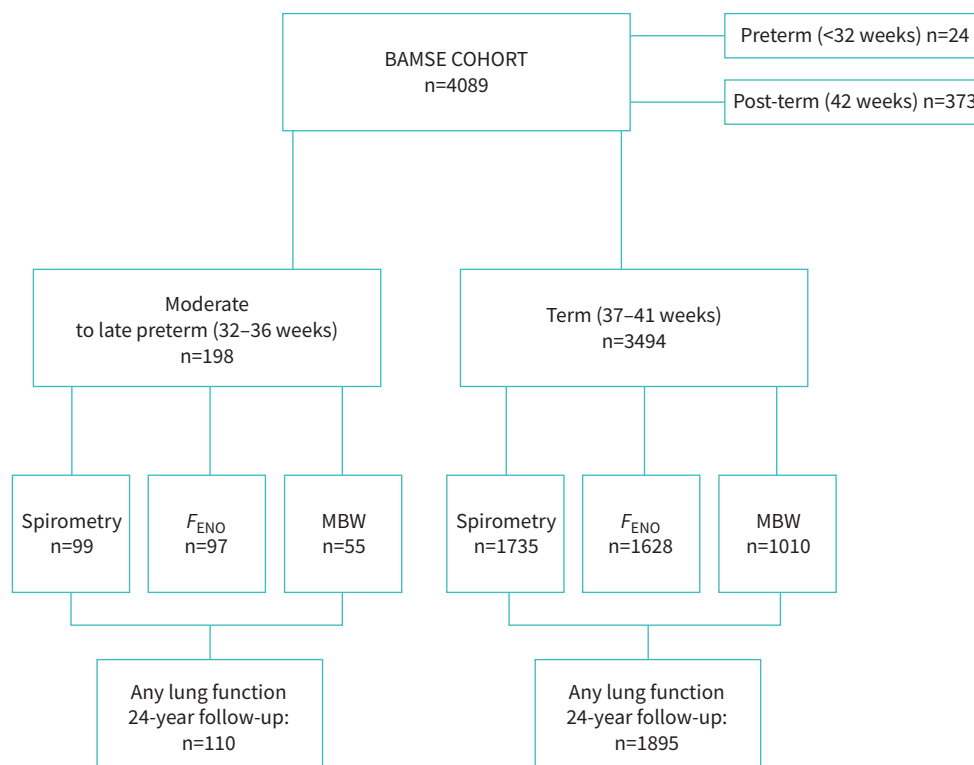 BAMSE COHORT
n=4089
Preterm (<32 weeks) n=24
Post-term (42 weeks) n=373
Moderate
to late preterm (32–36 weeks)
n=198
Term (37–41 weeks)
n=3494
Spirometry
n=99
FENO
n=97
MBW
n=55
Spirometry
n=1735
FENO
n=1628
MBW
n=1010
Any lung function
24-year follow-up:
n=110
Any lung function
24-year follow-up:
n=1895